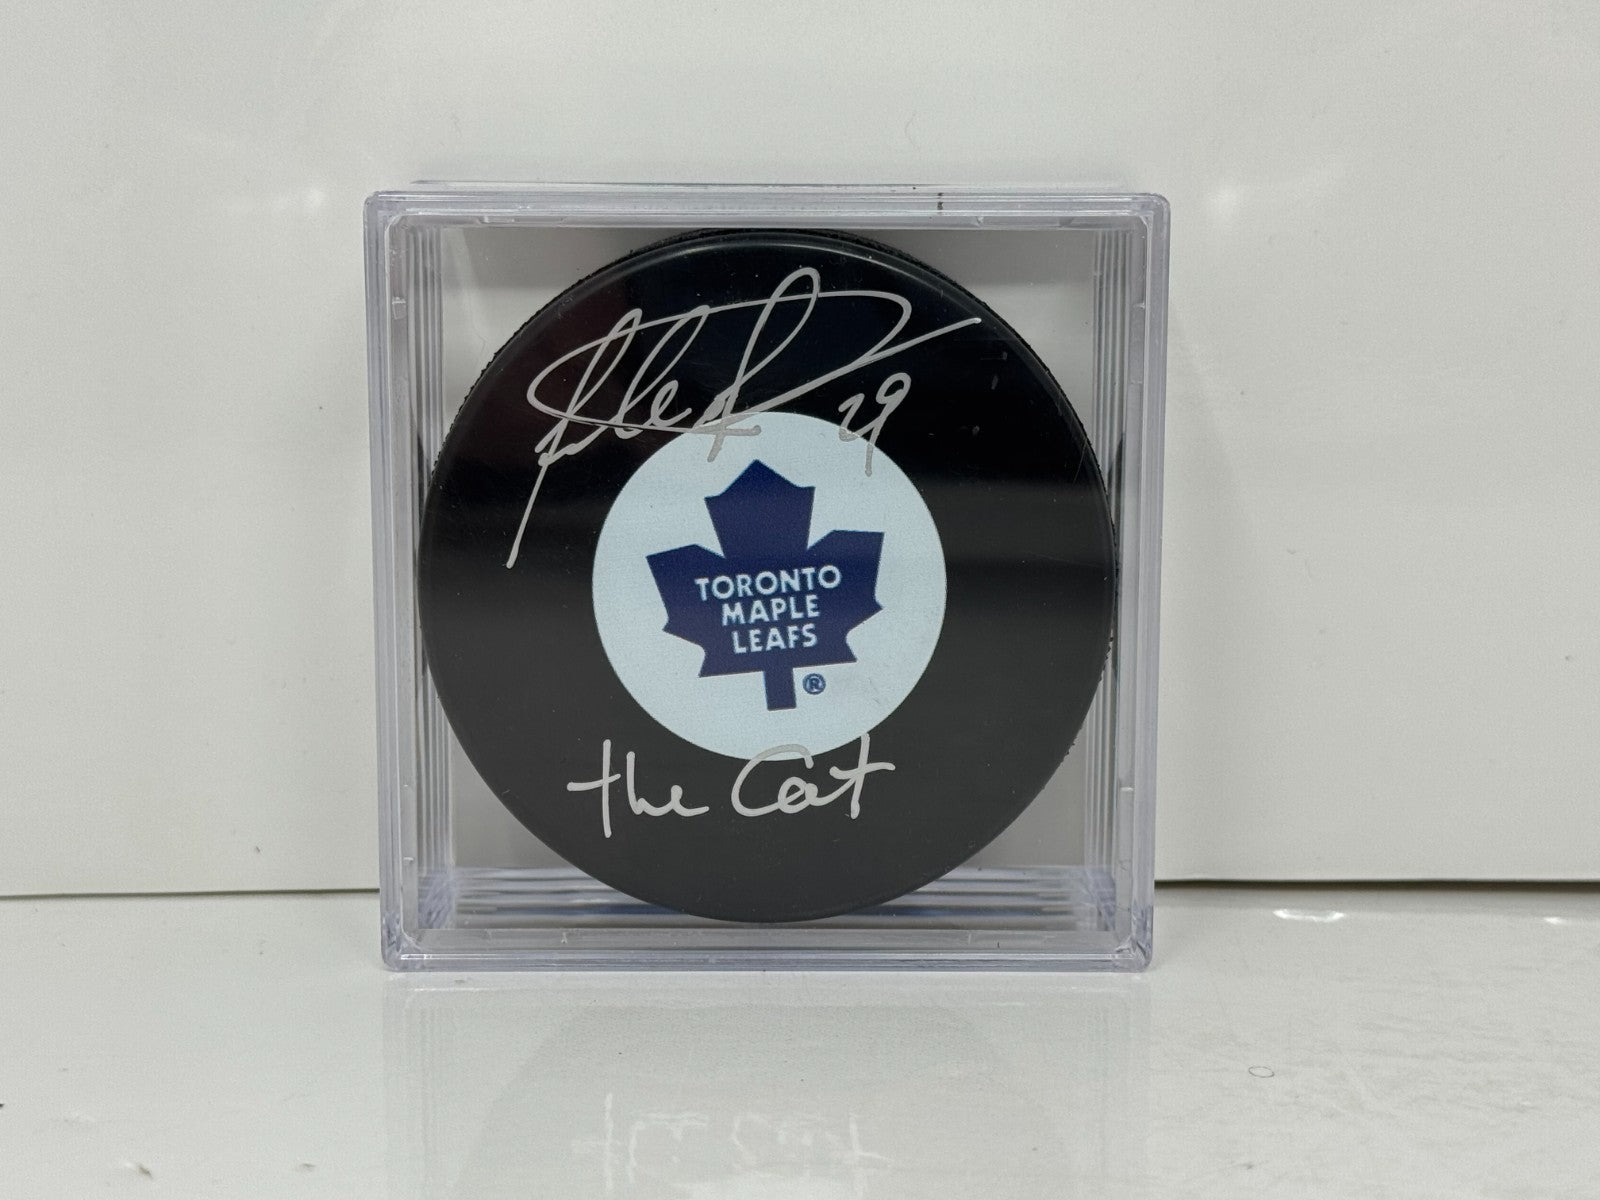 29
TORONTO
MAPLE
LEAFS
®
the Cat